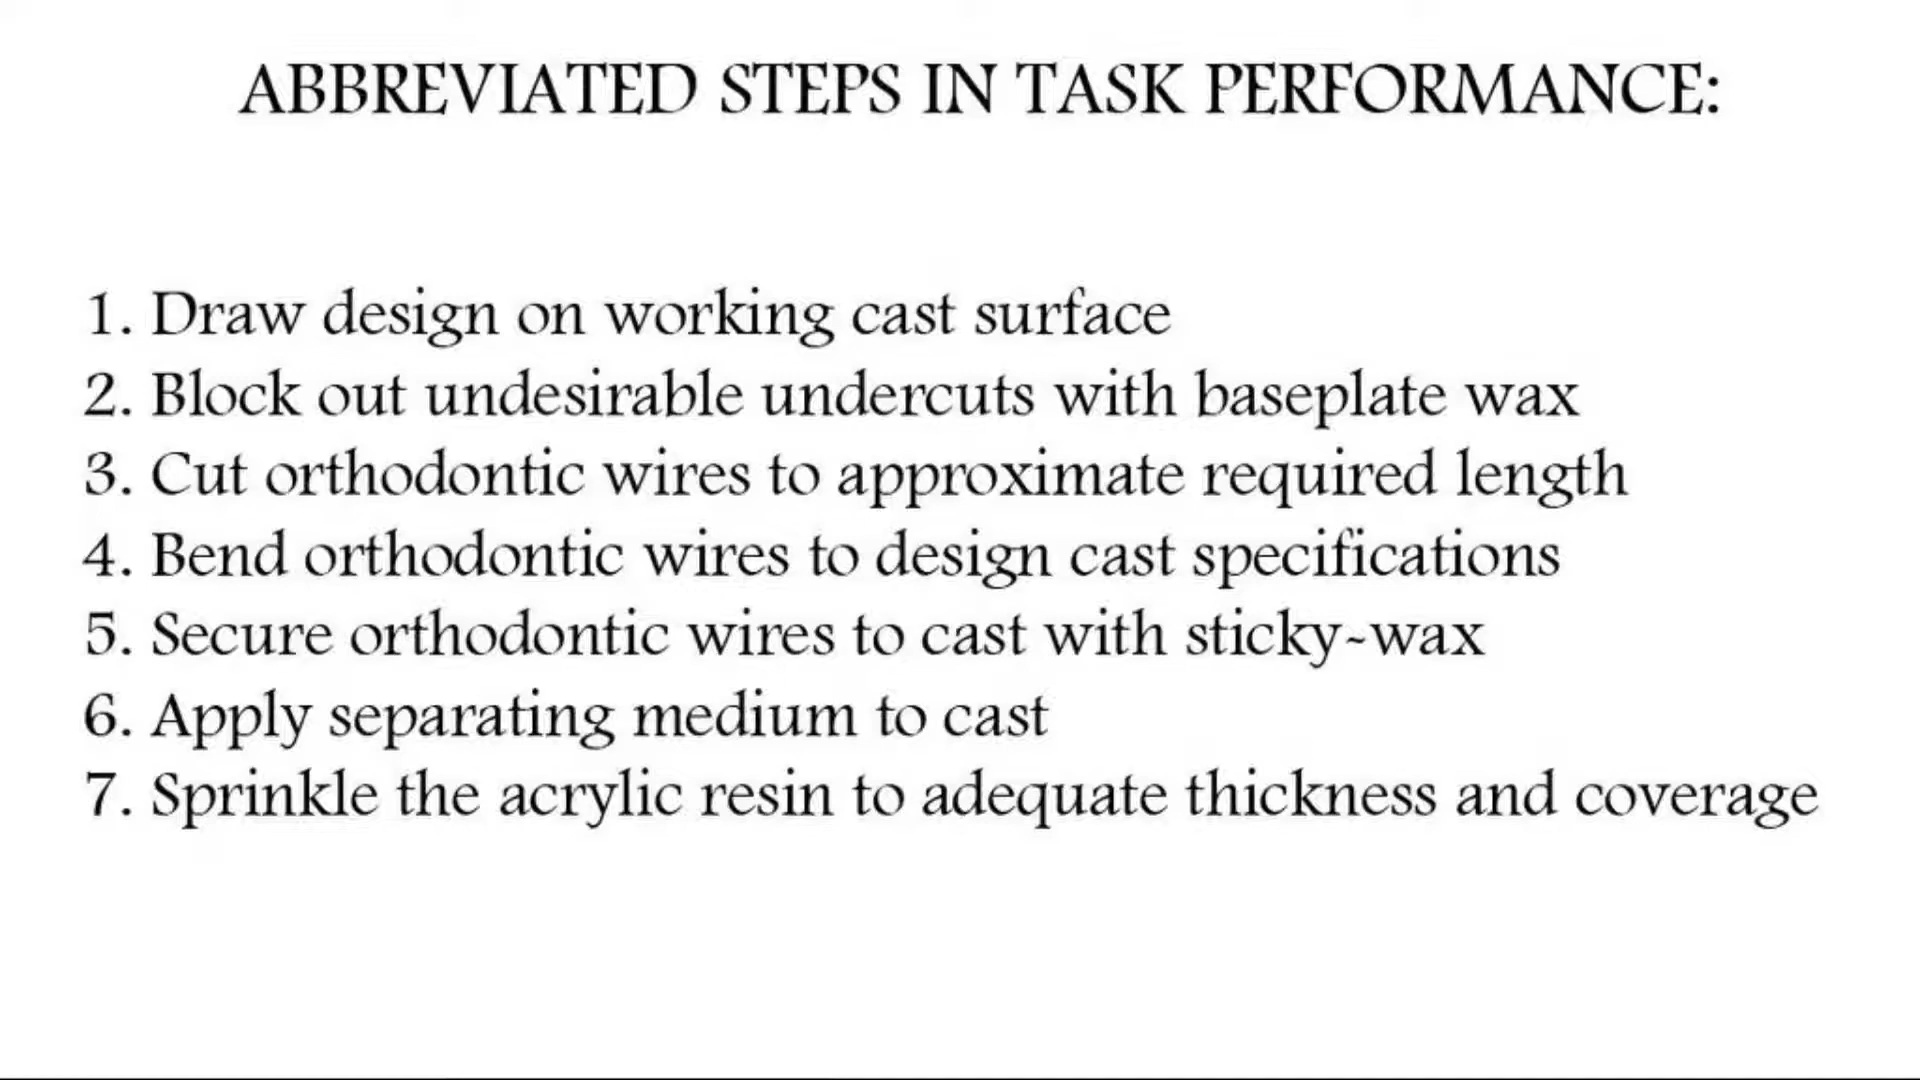 ABBREVIATED STEPS IN TASK PERFORMANCE:
1. Draw design on working cast surface
2. Block out undesirable undercuts with baseplate wax
3. Cut orthodontic wires to approximate required length
4. Bend orthodontic wires to design cast specifications
5. Secure orthodontic wires to cast with sticky-wax
6. Apply separating medium to cast
7. Sprinkle the acrylic resin to adequate thickness and coverage